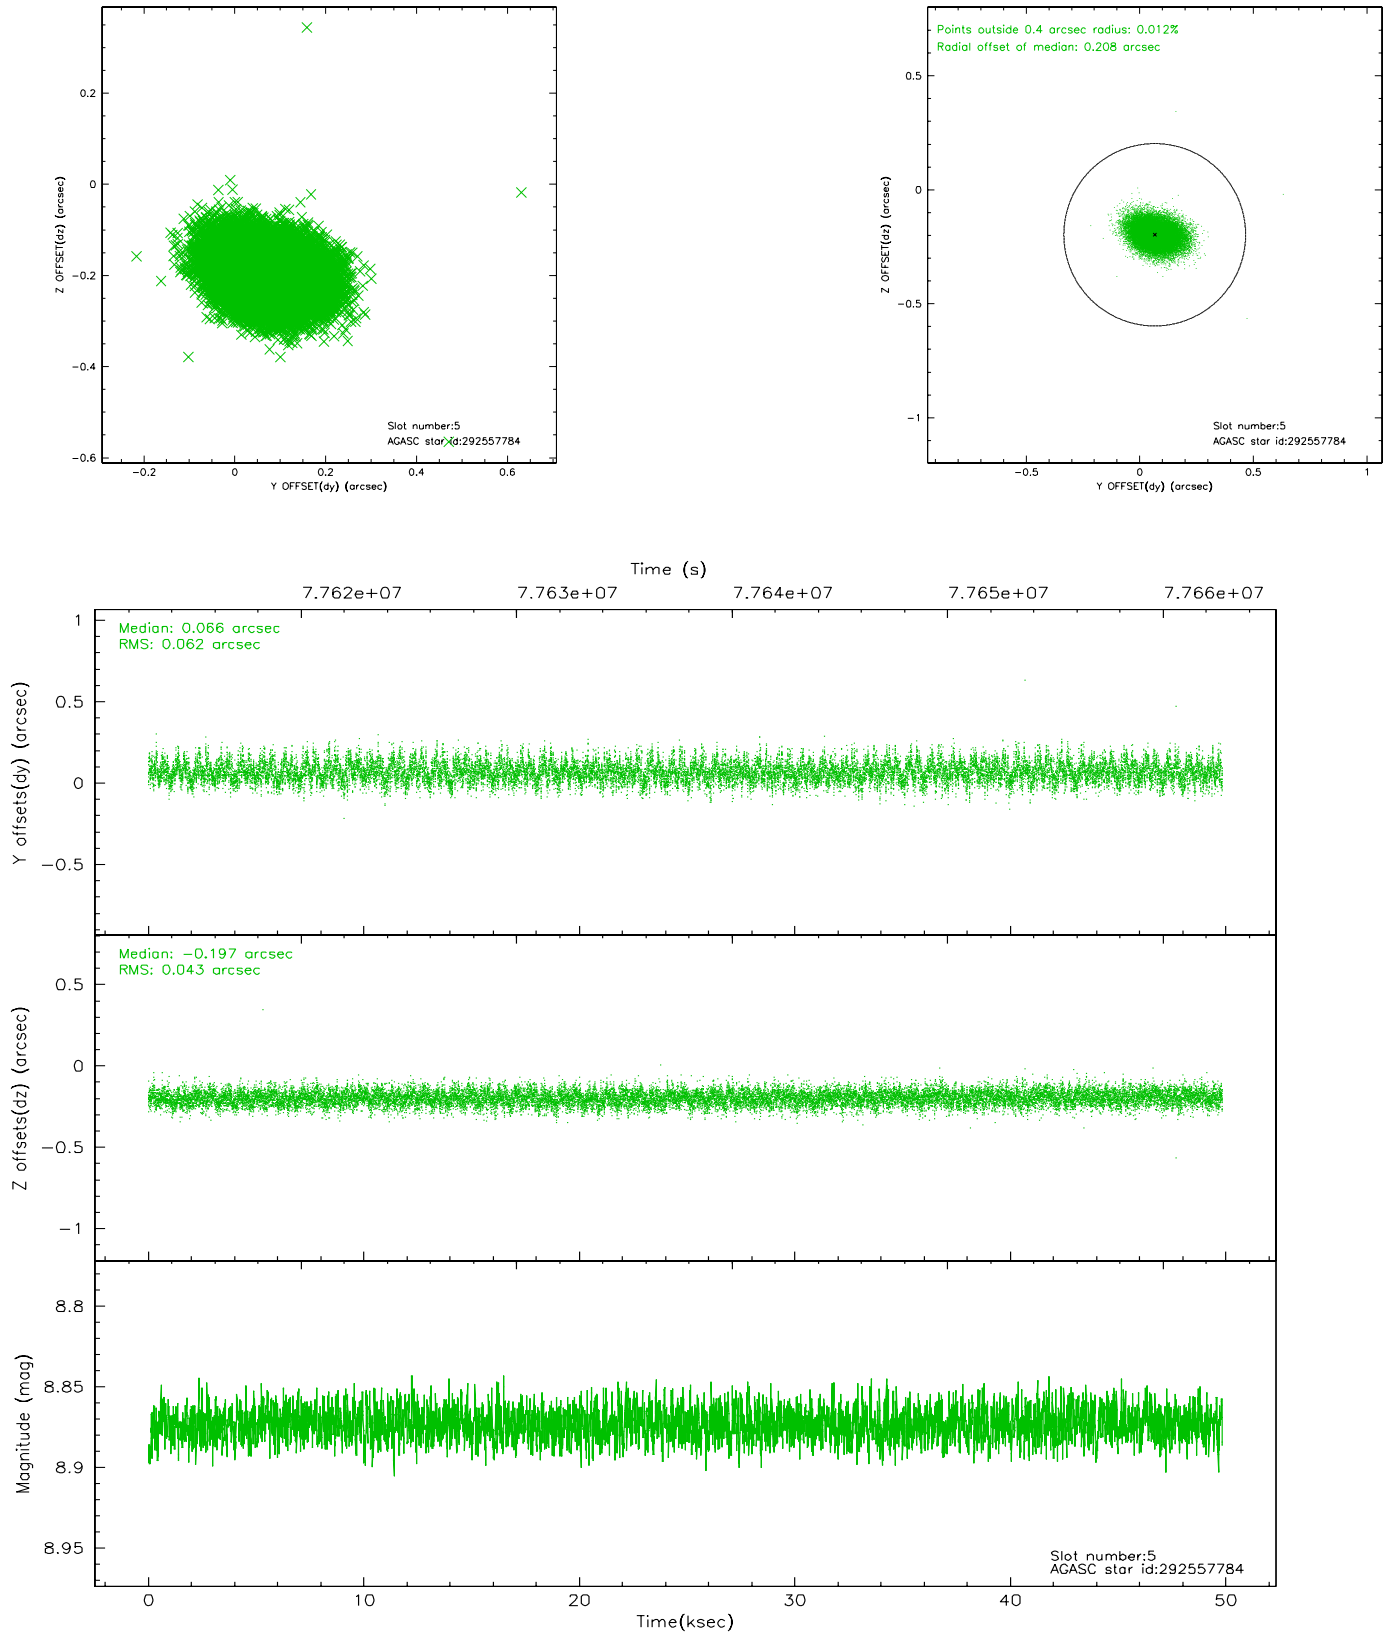 0.2
0
−0.2
−0.4
−0.6
Z OFFSET(dz) (arcsec)
Slot number:5
AGASC star id:292557784
−0.2 0 0.2 0.4 0.6
Y OFFSET(dy) (arcsec)
Points outside 0.4 arcsec radius: 0.012%
Radial offset of median: 0.208 arcsec
0.5
0
−0.5
−1
Z OFFSET(dz) (arcsec)
Slot number:5
AGASC star id:292557784
−0.5 0 0.5 1
Y OFFSET(dy) (arcsec)
Time (s)
7.762e+07 7.763e+07 7.764e+07 7.765e+07 7.766e+07
Median: 0.066 arcsec
RMS: 0.062 arcsec
1
0.5
0
−0.5
Y offsets(dy) (arcsec)
Median: −0.197 arcsec
RMS: 0.043 arcsec
0.5
0
−0.5
−1
Z offsets(dz) (arcsec)
8.8
8.85
8.9
8.95
Magnitude (mag)
Slot number:5
AGASC star id:292557784
0 10 20 30 40 50
Time(ksec)